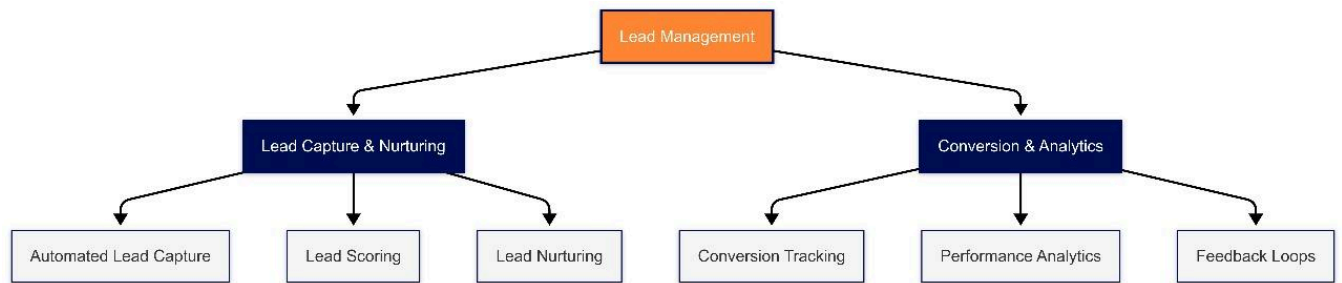 Lead Management
Lead Capture & Nurturing
Conversion & Analytics
Automated Lead Capture
Lead Scoring
Lead Nurturing
Conversion Tracking
Performance Analytics
Feedback Loops